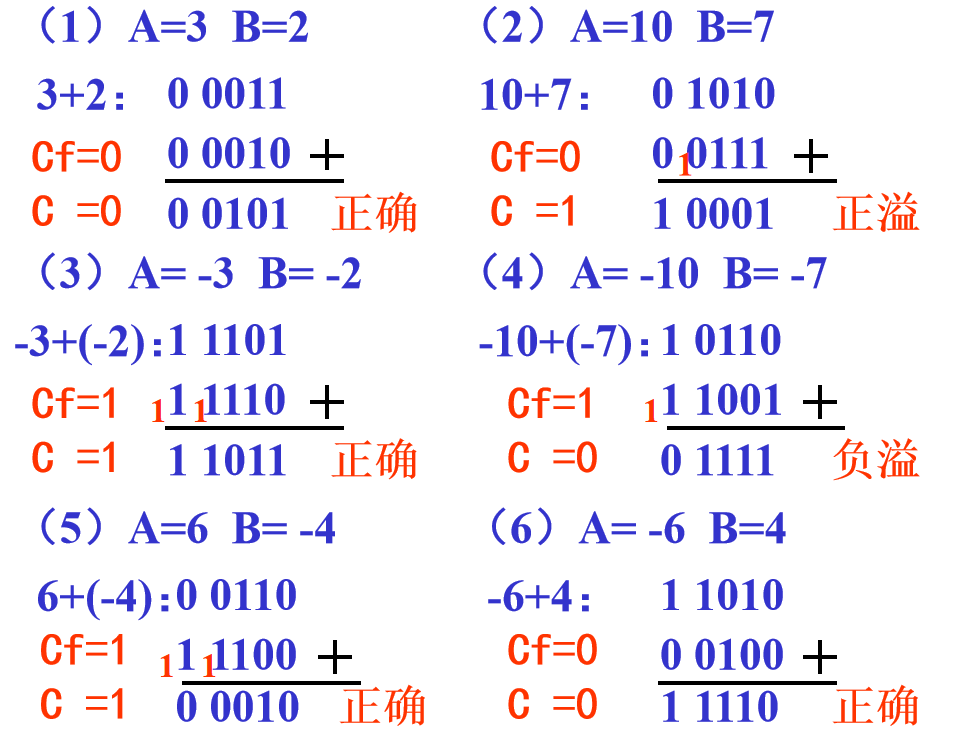 （1）A=3 B=2
3+2： 0 0011
Cf=0 0 0010 +
C =0 0 0101 正确
（2）A=10 B=7
10+7： 0 1010
Cf=0 0 1 0111 +
C =1 1 0001 正溢
（3）A= -3 B= -2
-3+(-2)：1 1101
Cf=1 1 1 1 1110 +
C =1 1 1011 正确
（4）A= -10 B= -7
-10+(-7)：1 0110
Cf=1 1 1 1001 +
C =0 0 1111 负溢
（5）A=6 B= -4
6+(-4)：0 0110
Cf=1 1 1 1 1100 +
C =1 0 0010 正确
（6）A= -6 B=4
-6+4： 1 1010
Cf=0 0 0100 +
C =0 1 1110 正确